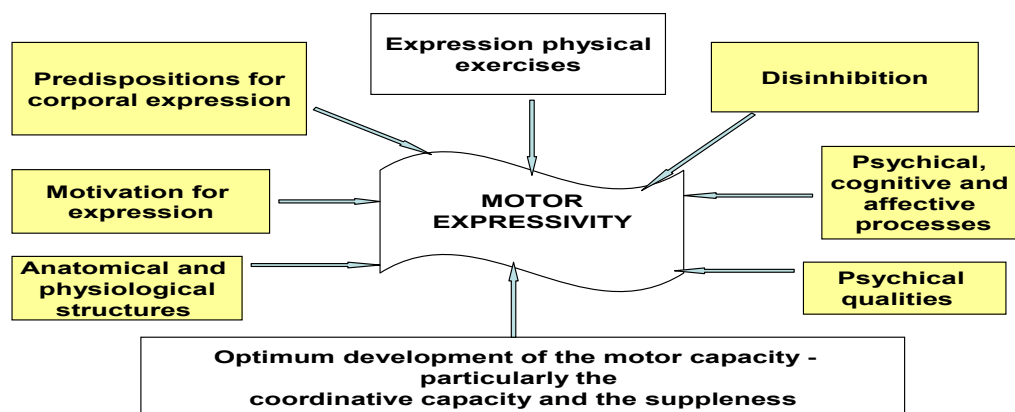 Expression physical
exercises
Predispositions for
corporal expression
Disinhibition
Motivation for
expression
MOTOR
EXPRESSIVITY
Psychical,
cognitive and
affective
processes
Anatomical and
physiological
structures
Psychical
qualities
Optimum development of the motor capacity -
particularly the
coordinative capacity and the suppleness